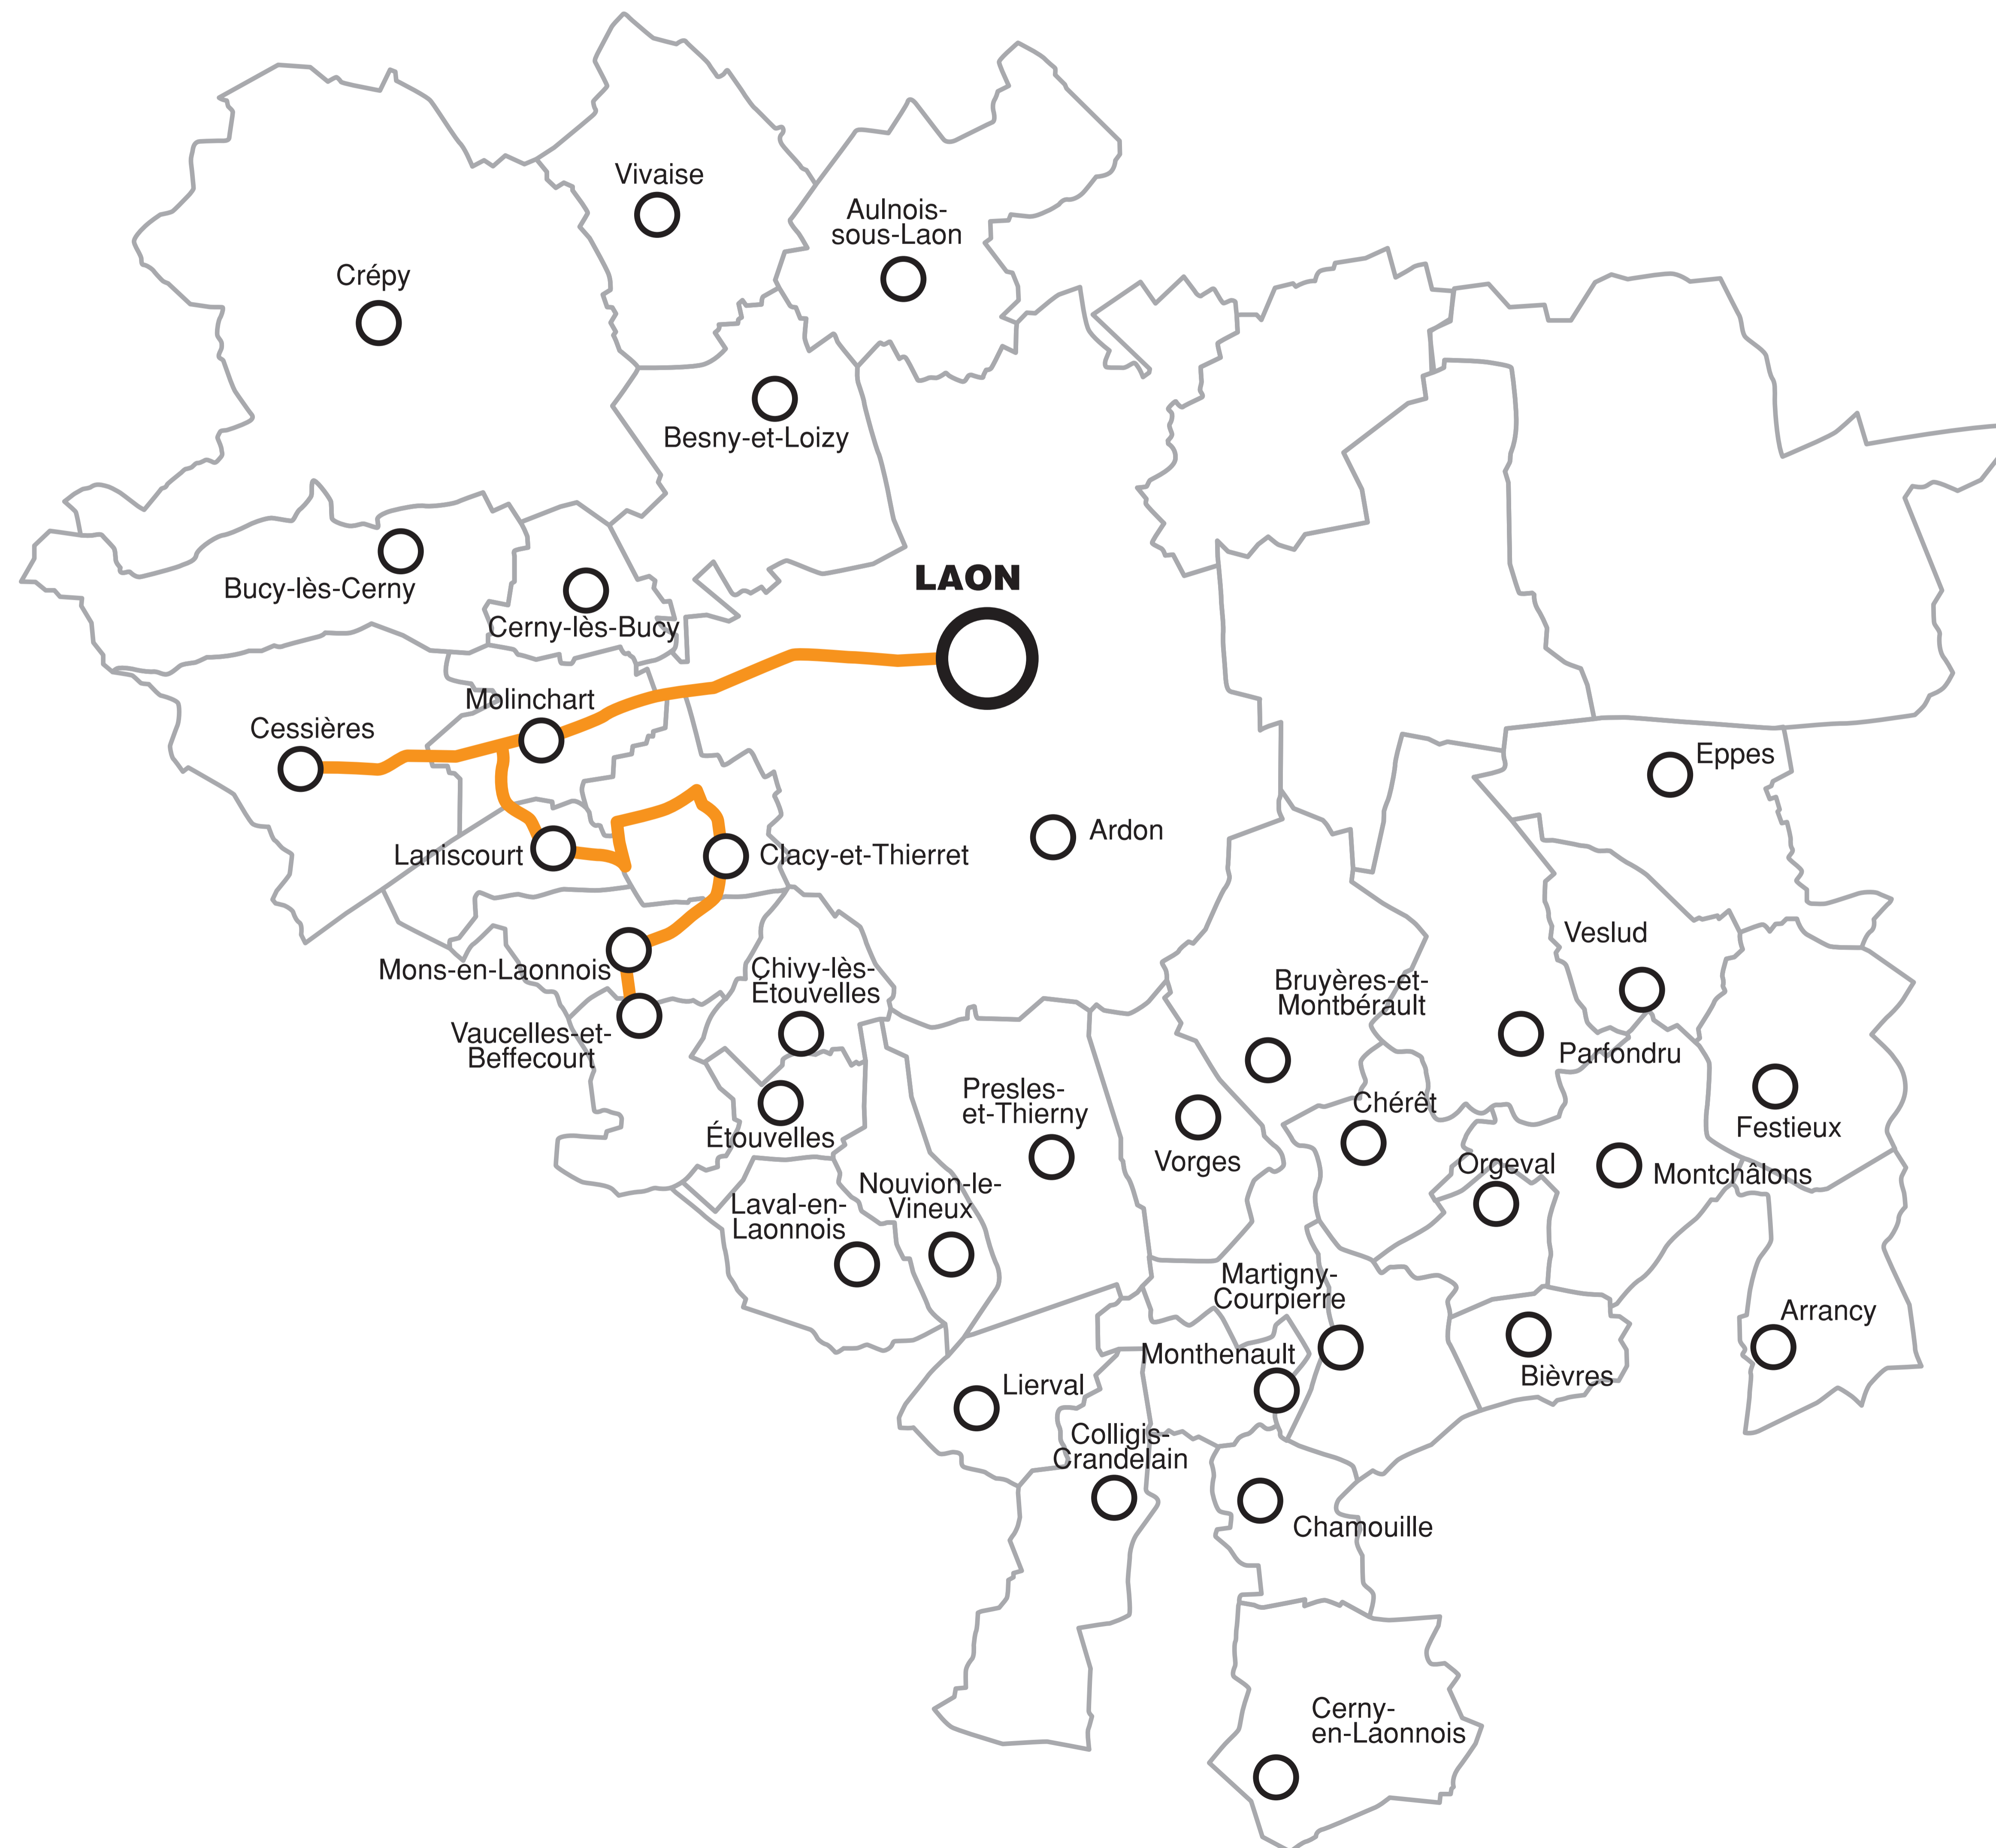 Vivaise
Aulnois-
sous-Laon
Crépy
Besny-et-Loizy
LAON
Bucy-lès-Cerny
Cerny-lès-Bucy
Molinchart
Cessières
Eppes
Ardon
Laniscourt
Clacy-et-Thierret
Veslud
Mons-en-Laonnois
Chivy-lès-
Étouvelles
Bruyères-et-
Montbérault
Vaucelles-et-
Beffecourt
Parfondru
Presles-
et-Thierny
Chérêt
Festieux
Étouvelles
Vorges
Orgeval
Montchâlons
Nouvion-le-
Vineux
Laval-en-
Laonnois
Martigny-
Courpierre
Arrancy
Monthenault
Bièvres
Lierval
Colligis-
Crandelain
Chamouille
Cerny-
en-Laonnois